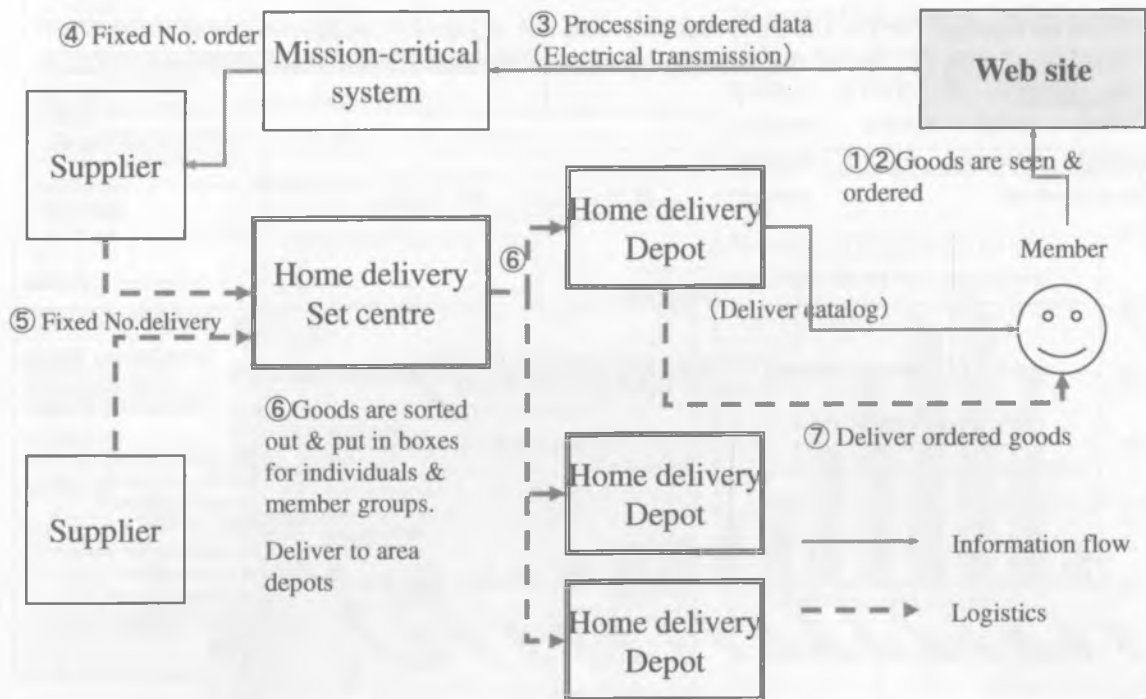 ④ Fixed No. order
Mission-critical
system
③ Processing ordered data
(Electrical transmission)
Web site
Supplier
①②Goods are seen &
ordered
Home delivery
Depot
Member
Home delivery
Set centre
⑥
(Deliver catalog)
⑤ Fixed No.delivery
⑥Goods are sorted
out & put in boxes
for individuals &
member groups.
Deliver to area
depots
⑦ Deliver ordered goods
Supplier
Home delivery
Depot
Information flow
Home delivery
Depot
Logistics